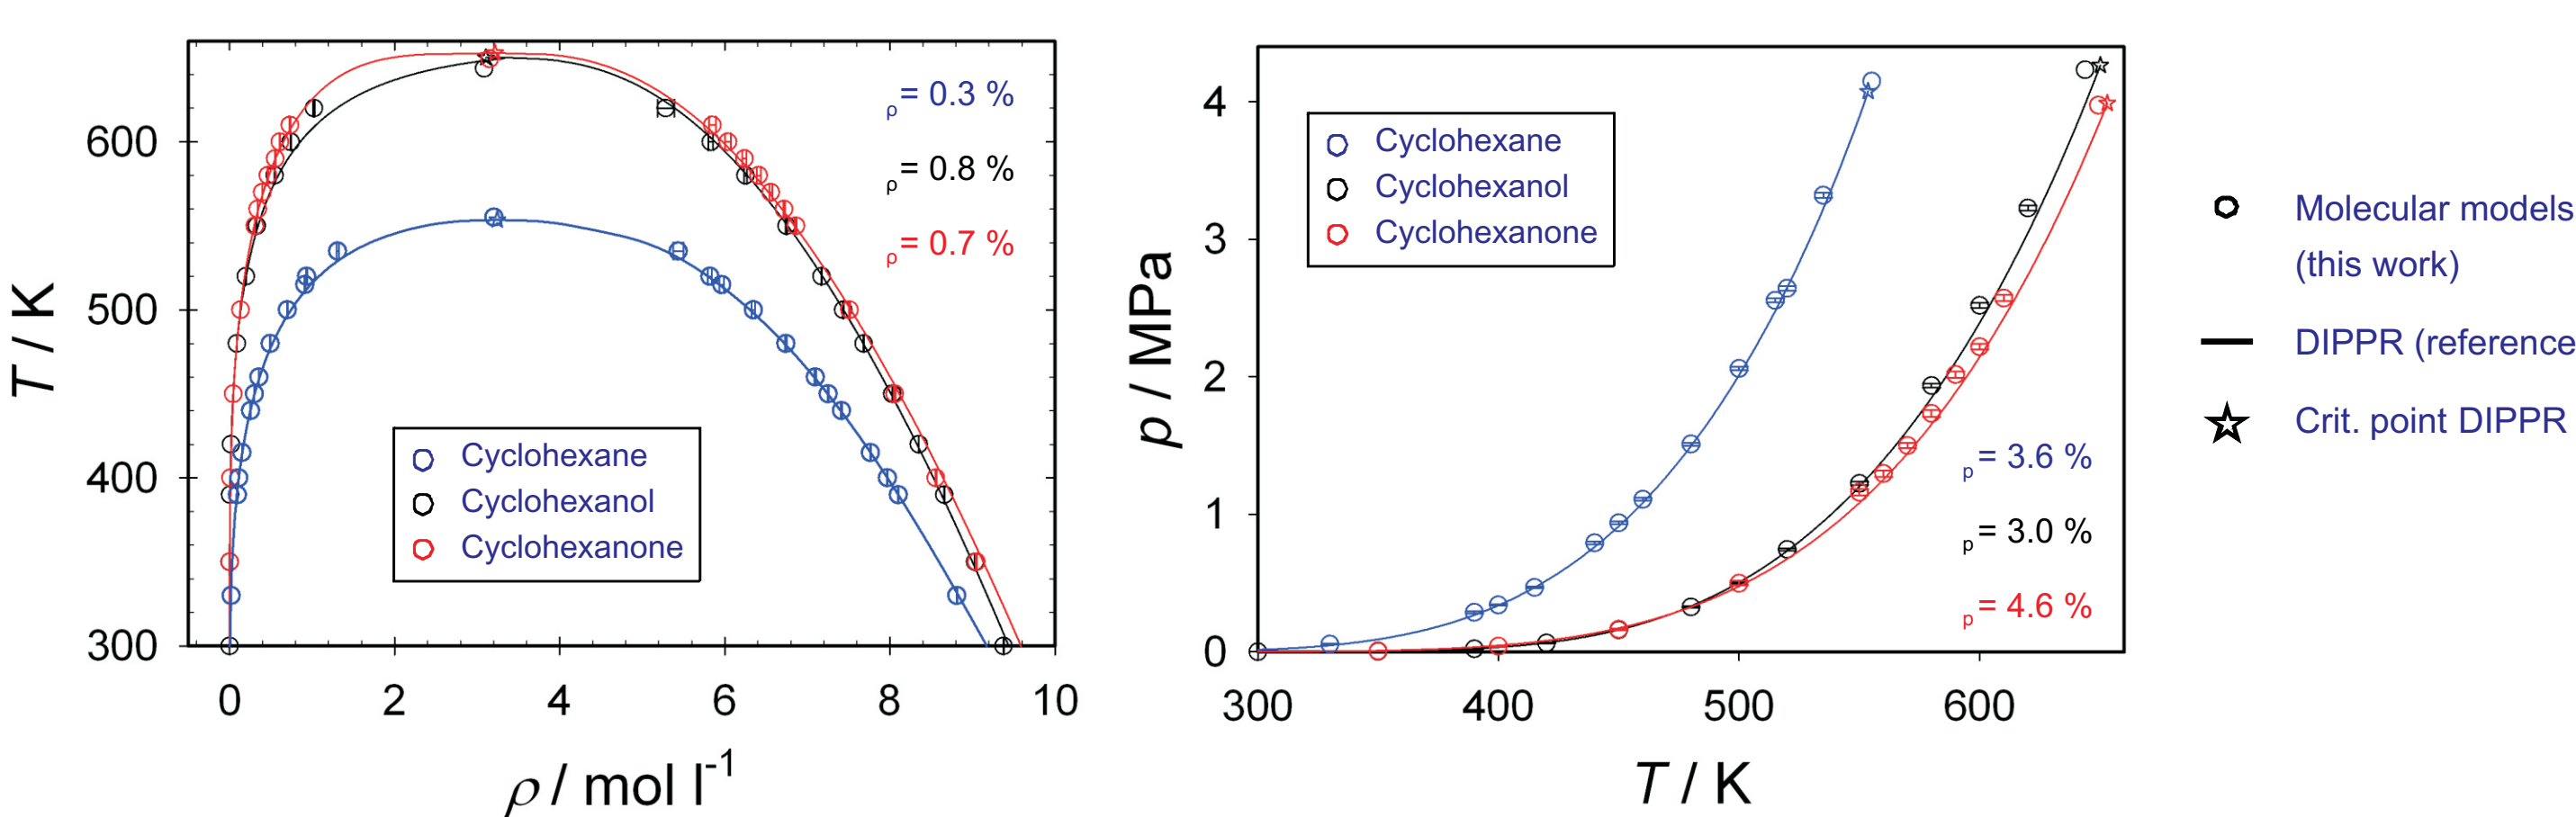 T / K
600
500
400
300
0
2
4
6
8
10
ρ / mol l-1
ρ = 0.3 %
ρ = 0.8 %
ρ = 0.7 %
Cyclohexane
Cyclohexanol
Cyclohexanone
p / MPa
4
3
2
1
0
300
400
500
600
T / K
Cyclohexane
Cyclohexanol
Cyclohexanone
p = 3.6 %
p = 3.0 %
p = 4.6 %
Molecular models
(this work)
DIPPR (reference
Crit. point DIPPR